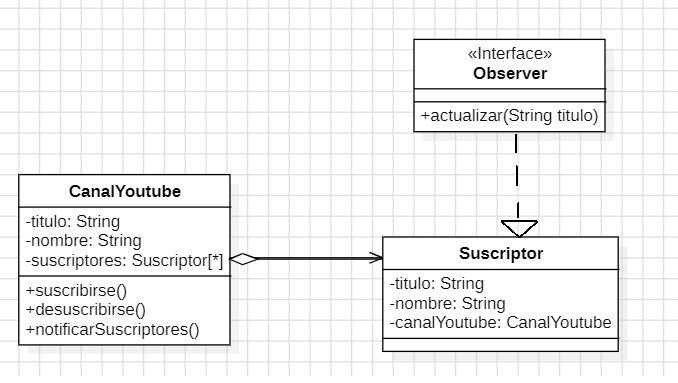 «Interface»
Observer
+actualizar(String titulo)
CanalYoutube
-titulo: String
-nombre: String
-suscriptores: Suscriptor[*]
+suscribirse()
+desuscribirse()
+notificarSuscriptores()
Suscriptor
-titulo: String
-nombre: String
-canalYoutube: CanalYoutube